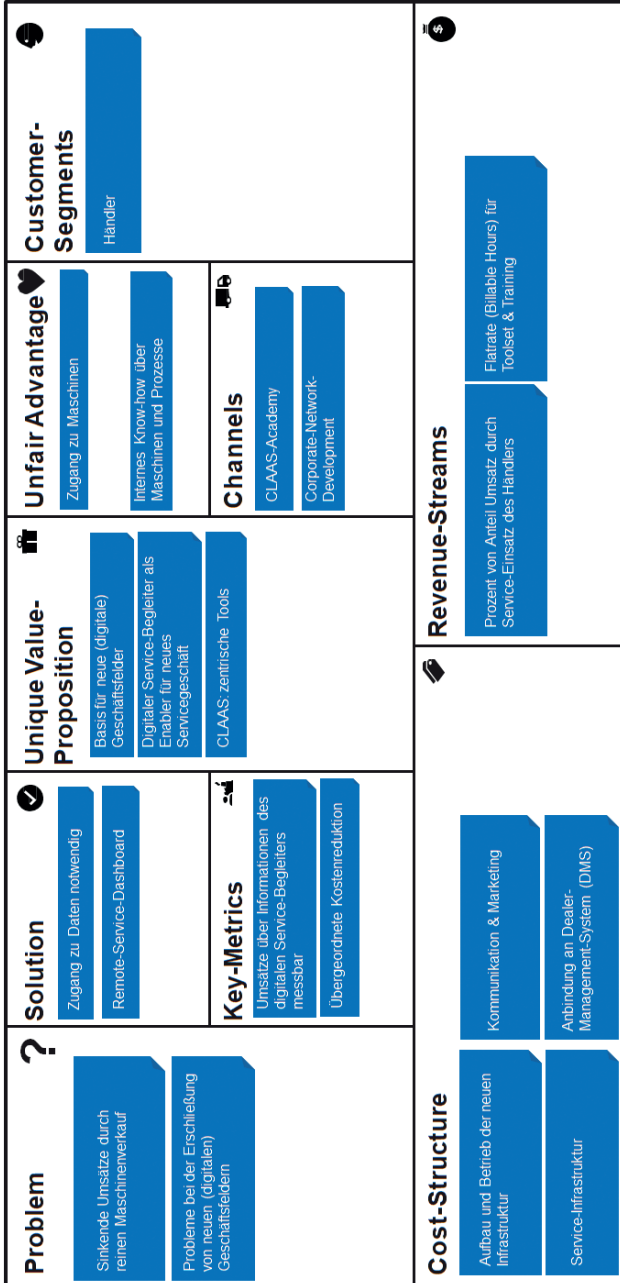 Problem
?
Sinkende Umsätze durch
reinen Maschinenverkauf
Probleme bei der Erschließung
von neuen (digitalen)
Geschäftsfeldern
Solution
Zugang zu Daten notwendig
Remote-Service-Dashboard
Key-Metrics
Umsätze über Informationen des
digitalen Service-Begleiters
messbar
Übergeordnete Kostenreduktion
Unique Value-
Proposition
Basis für neue (digitale)
Geschäftsfelder
Digitaler Service-Begleiter als
Enabler für neues
Servicegeschäft
CLAAS: zentrische Tools
Unfair Advantage
Zugang zu Maschinen
Internes Know-how über
Maschinen und Prozesse
Channels
CLAAS-Academy
Corporate-Network-
Development
Customer-
Segments
Händler
Cost-Structure
Aufbau und Betrieb der neuen
Infrastruktur
Kommunikation & Marketing
Service-Infrastruktur
Anbindung an Dealer-
Management-System (DMS)
Revenue-Streams
$
Prozent von Anteil Umsatz durch
Service-Einsatz des Händlers
Flatrate (Billable Hours) für
Toolset & Training